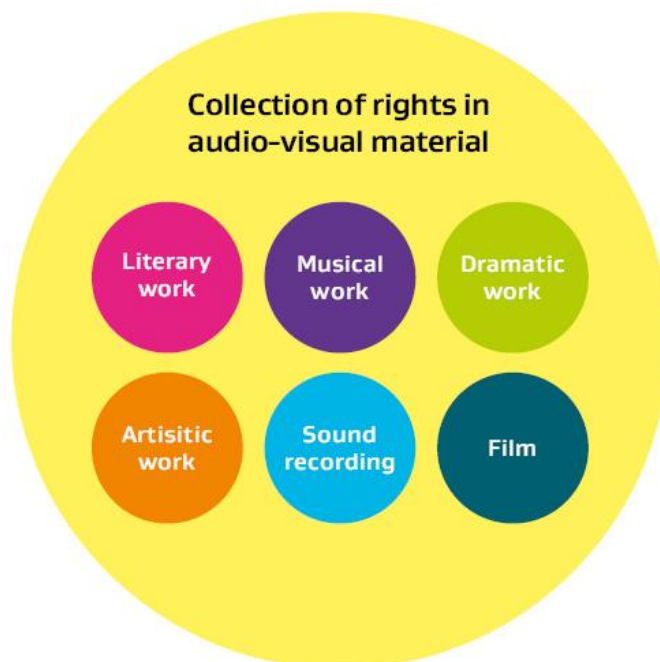 Collection of rights in
audio-visual material
Literary
work
Musical
work
Dramatic
work
Artisitic
work
Sound
recording
Film